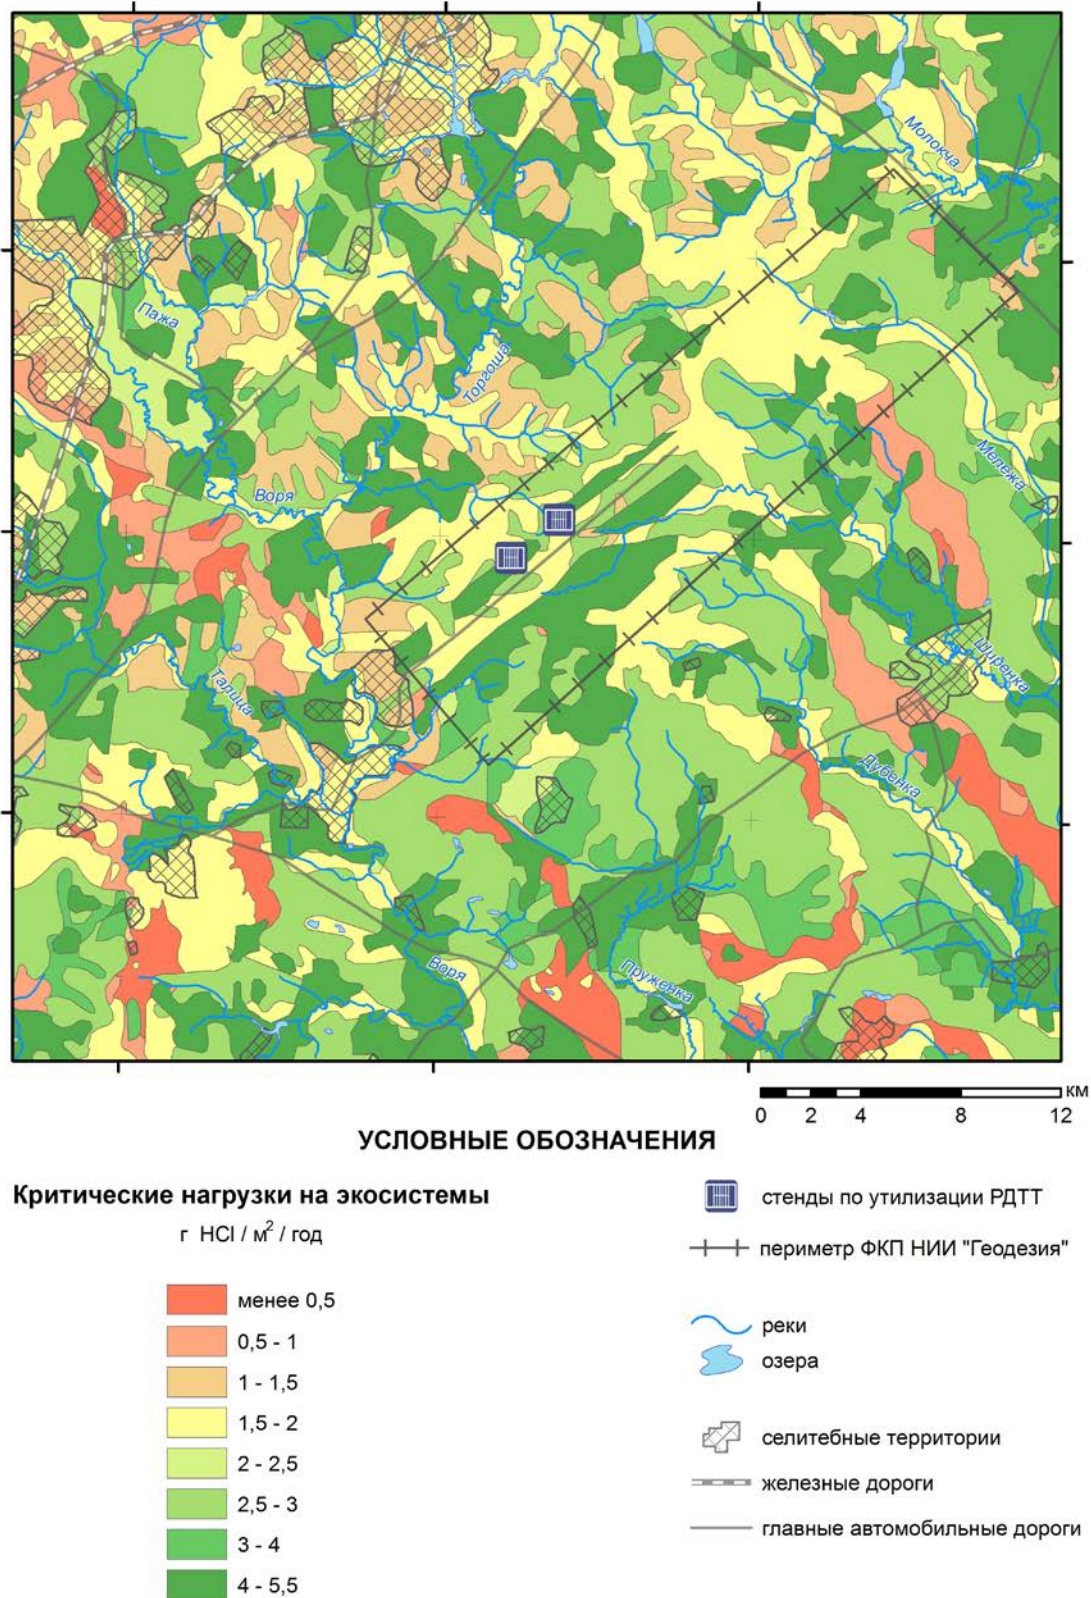 Молокча
Пажа
Торгоша
Мележа
Воря
Талица
Ширенка
Дубенка
Воря
Пруженка
км
0 2 4 8 12
УСЛОВНЫЕ ОБОЗНАЧЕНИЯ
Критические нагрузки на экосистемы
г HCl / м² / год
менее 0,5
0,5 - 1
1 - 1,5
1,5 - 2
2 - 2,5
2,5 - 3
3 - 4
4 - 5,5
стенды по утилизации РДТТ
периметр ФКП НИИ "Геодезия"
реки
озера
селитебные территории
железные дороги
главные автомобильные дороги